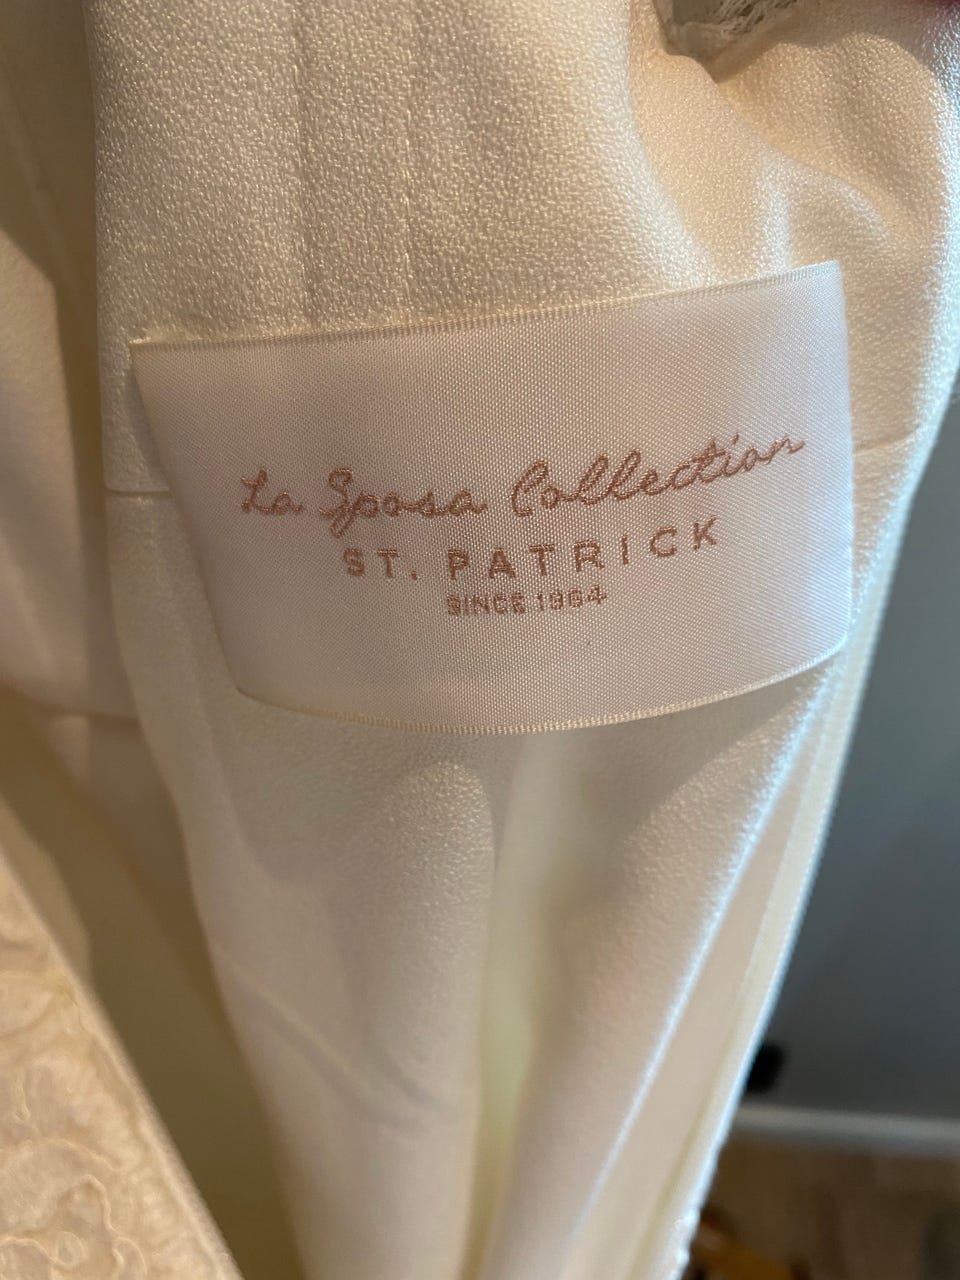 La Sposa Collection
ST. PATRICK
SINCE 1964